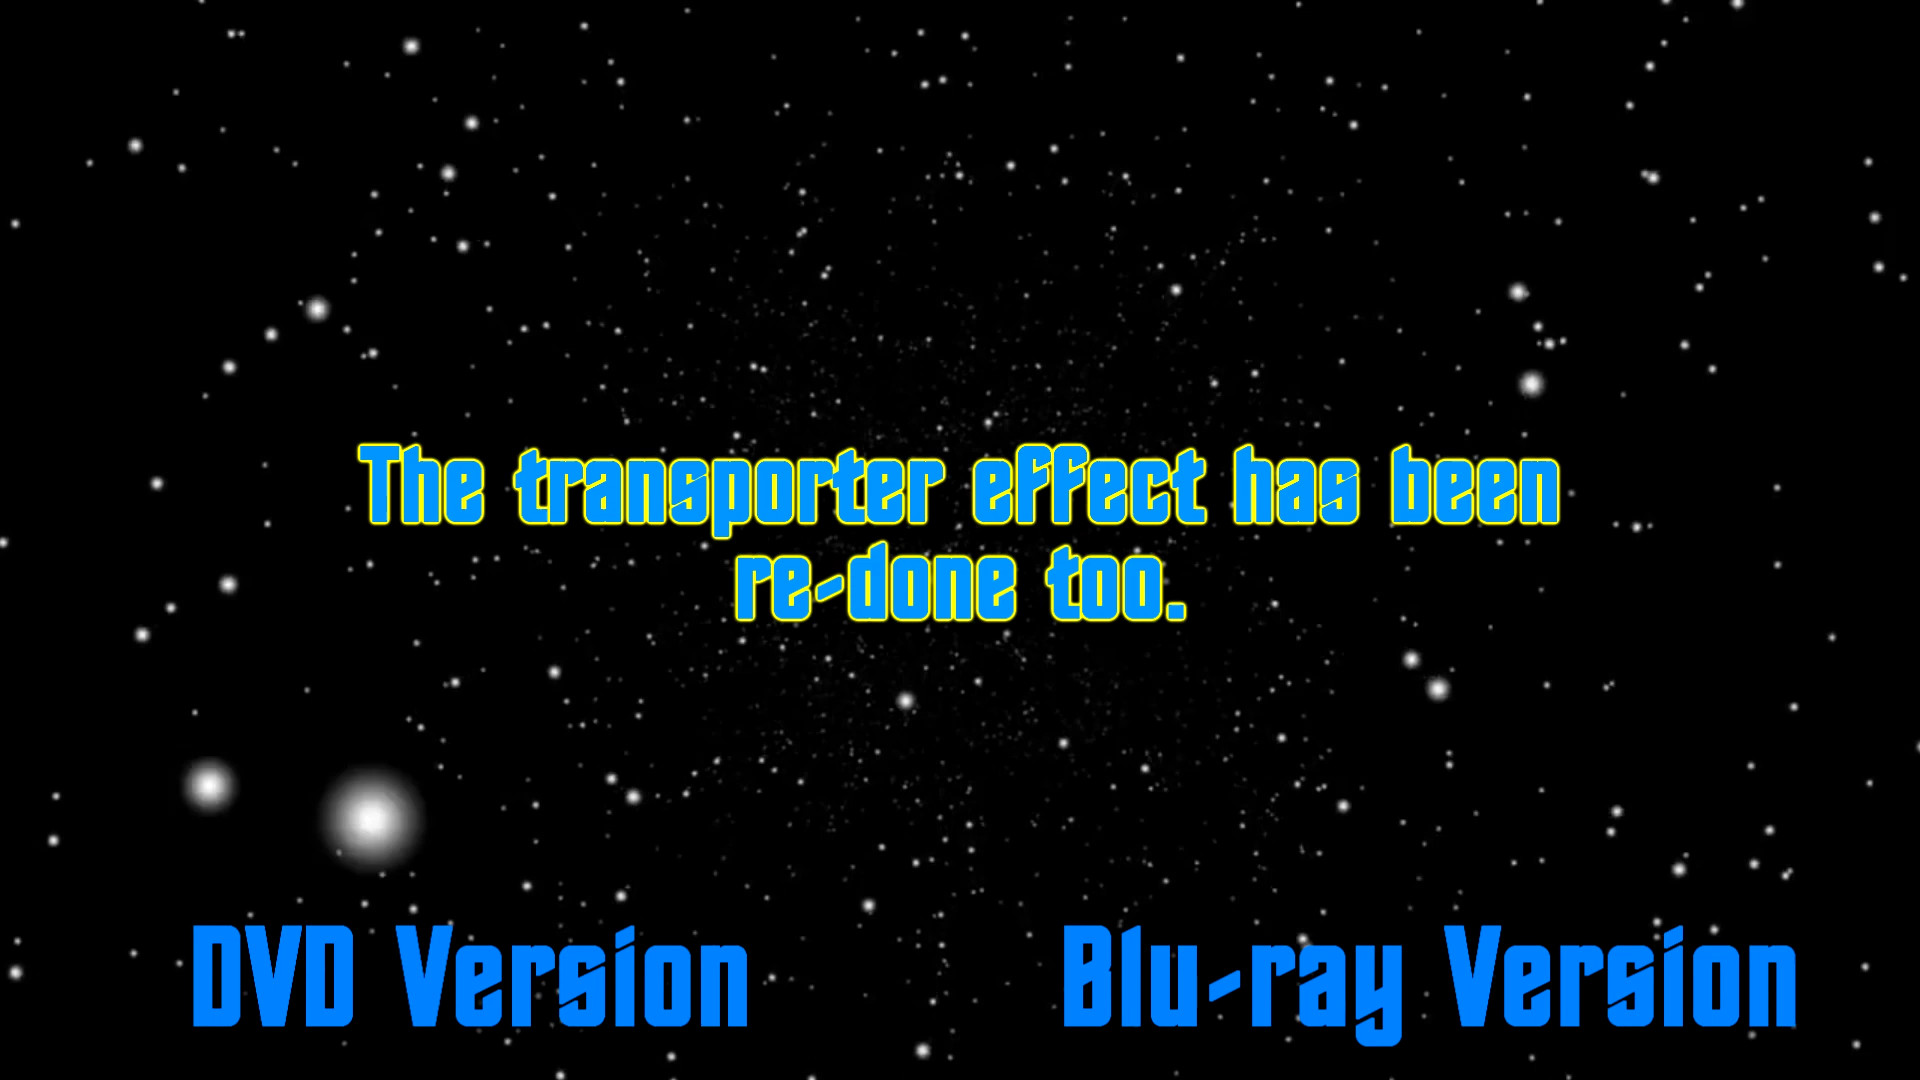 The transporter effect has been
re-done too.
DVD Version
Blu-ray Version